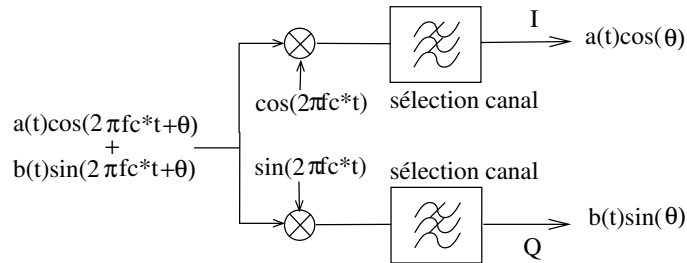 I
a(t)cos(θ)
cos(2πfc*t)
sélection canal
a(t)cos(2πfc*t+θ)
+
b(t)sin(2πfc*t+θ)
sin(2πfc*t)
sélection canal
b(t)sin(θ)
Q